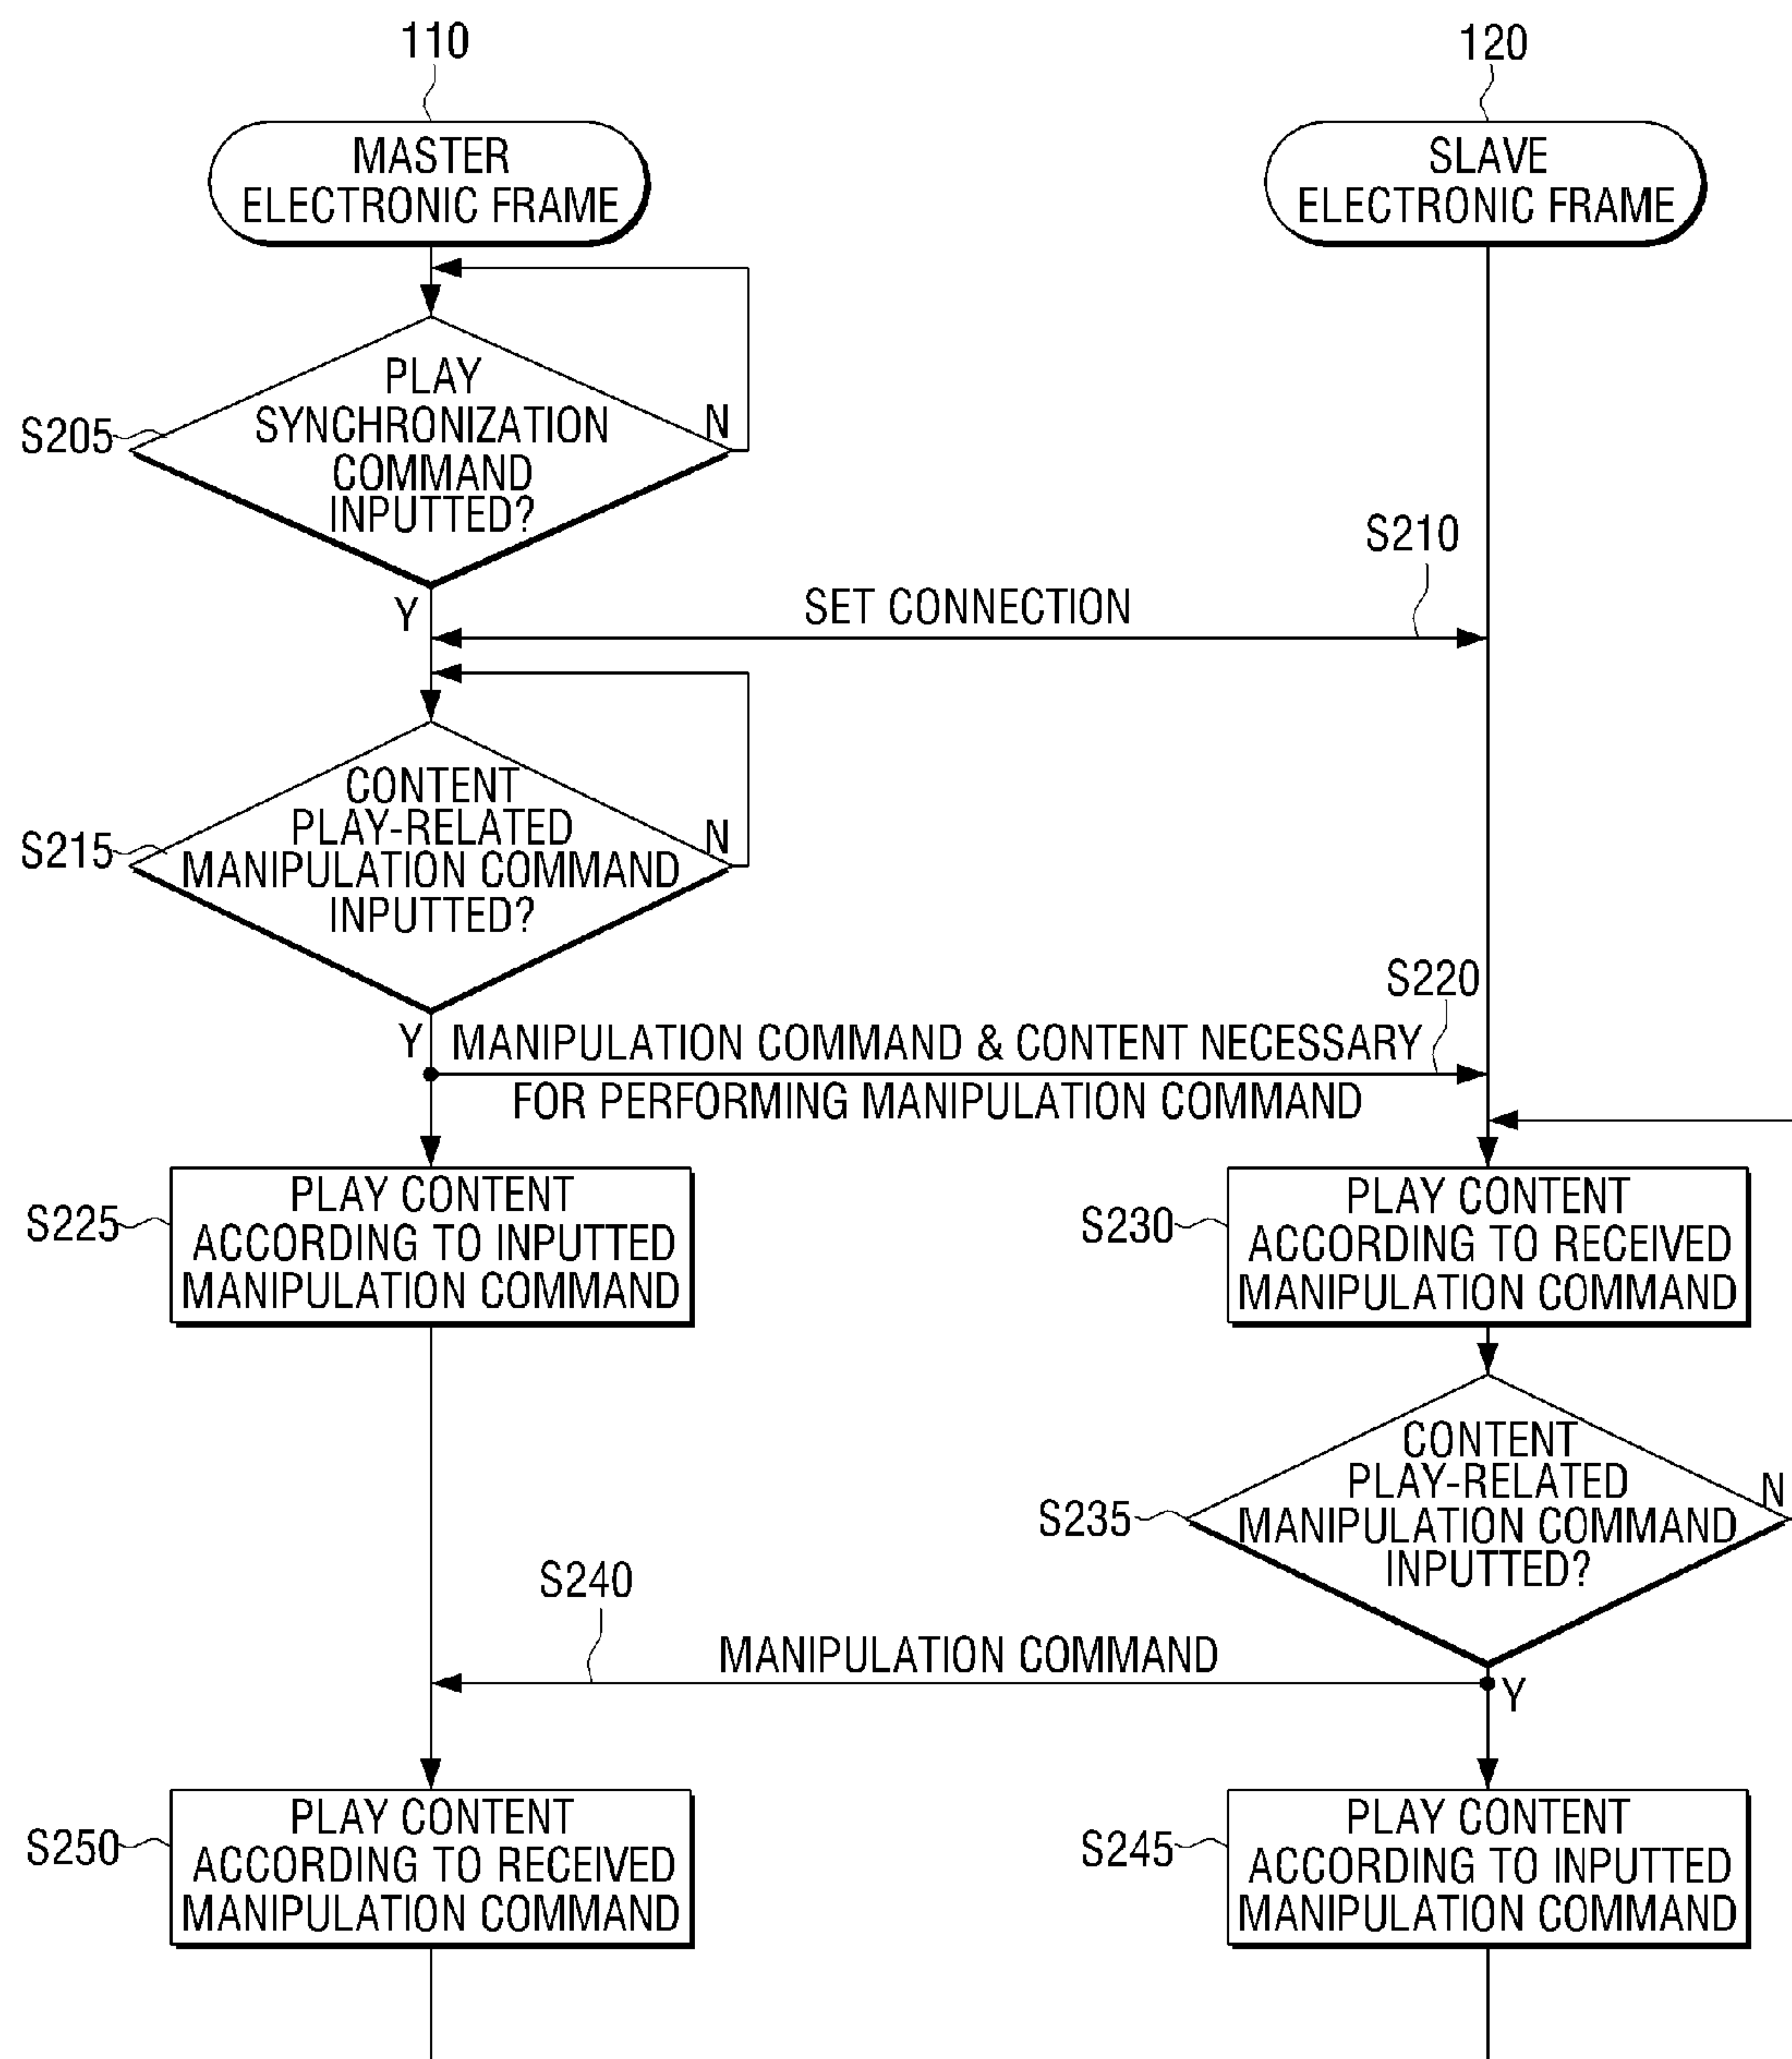 110
120
MASTER
ELECTRONIC FRAME
SLAVE
ELECTRONIC FRAME
S205
PLAY
SYNCHRONIZATION
COMMAND
INPUTTED?
N
Y
S210
SET CONNECTION
S215
CONTENT
PLAY-RELATED
MANIPULATION COMMAND
INPUTTED?
N
Y
S220
MANIPULATION COMMAND & CONTENT NECESSARY
FOR PERFORMING MANIPULATION COMMAND
S225
PLAY CONTENT
ACCORDING TO INPUTTED
MANIPULATION COMMAND
S230
PLAY CONTENT
ACCORDING TO RECEIVED
MANIPULATION COMMAND
S235
CONTENT
PLAY-RELATED
MANIPULATION COMMAND
INPUTTED?
N
Y
S240
MANIPULATION COMMAND
S250
PLAY CONTENT
ACCORDING TO RECEIVED
MANIPULATION COMMAND
S245
PLAY CONTENT
ACCORDING TO INPUTTED
MANIPULATION COMMAND